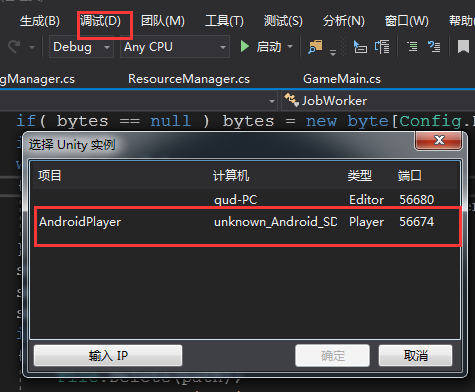 生成(B) 调试(D) 团队(M) 工具(T) 测试(S) 分析(N) 窗口(W) 帮
Debug Any CPU 启动
gManager.cs ResourceManager.cs GameMain.cs
JobWorker
if( bytes == null ) bytes = new byte[Config.
选择 Unity 实例
项目 计算机 类型 端口
qud-PC Editor 56680
AndroidPlayer unknown_Android_SD Player 56674
输入 IP 确定 取消
File.Delete(path);